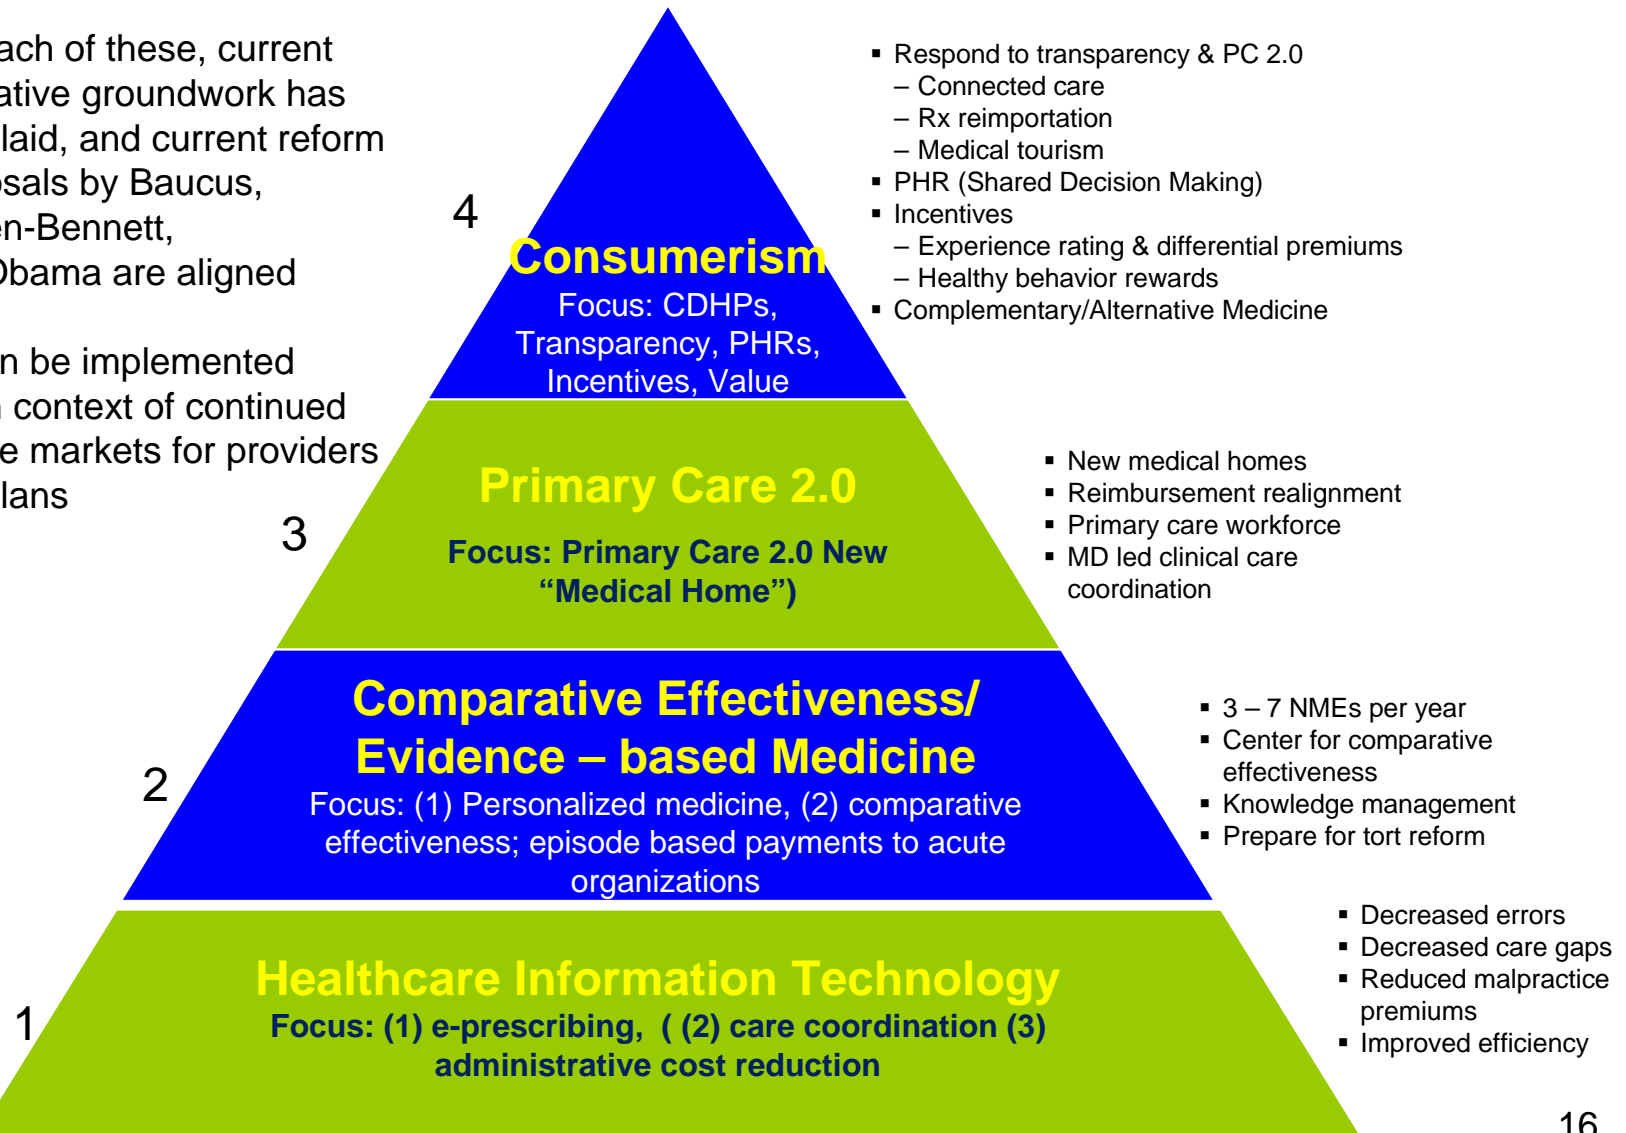 ach of these, current
ative groundwork has
laid, and current reform
osals by Baucus,
en-Bennett,
Obama are aligned
n be implemented
n context of continued
e markets for providers
lans
4
Consumerism
Focus: CDHPs,
Transparency, PHRs,
Incentives, Value
▪ Respond to transparency & PC 2.0
– Connected care
– Rx reimportation
– Medical tourism
▪ PHR (Shared Decision Making)
▪ Incentives
– Experience rating & differential premiums
– Healthy behavior rewards
▪ Complementary/Alternative Medicine
3
Primary Care 2.0
Focus: Primary Care 2.0 New
“Medical Home”)
▪ New medical homes
▪ Reimbursement realignment
▪ Primary care workforce
▪ MD led clinical care
coordination
2
Comparative Effectiveness/
Evidence – based Medicine
Focus: (1) Personalized medicine, (2) comparative
effectiveness; episode based payments to acute
organizations
▪ 3 – 7 NMEs per year
▪ Center for comparative
effectiveness
▪ Knowledge management
▪ Prepare for tort reform
1
Healthcare Information Technology
Focus: (1) e-prescribing, ( (2) care coordination (3)
administrative cost reduction
▪ Decreased errors
▪ Decreased care gaps
▪ Reduced malpractice
premiums
▪ Improved efficiency
16